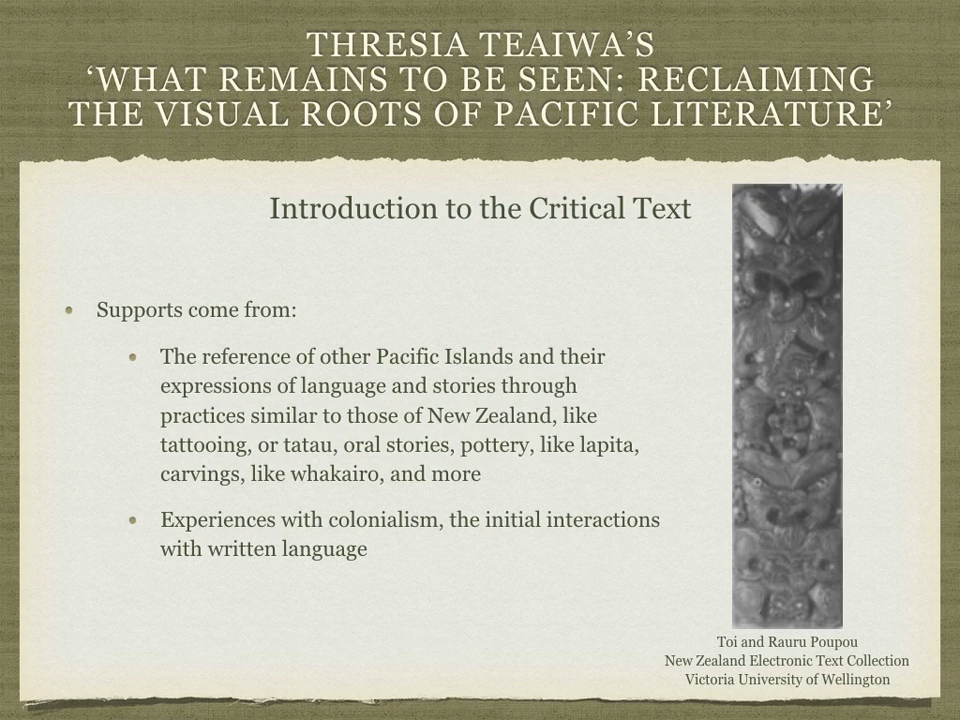 THRESIA TEAIWA’S
‘WHAT REMAINS TO BE SEEN: RECLAIMING
THE VISUAL ROOTS OF PACIFIC LITERATURE’
Introduction to the Critical Text
• Supports come from:
• The reference of other Pacific Islands and their
expressions of language and stories through
practices similar to those of New Zealand, like
tattooing, or tatau, oral stories, pottery, like lapita,
carvings, like whakairo, and more
• Experiences with colonialism, the initial interactions
with written language
Toi and Rauru Poupou
New Zealand Electronic Text Collection
Victoria University of Wellington